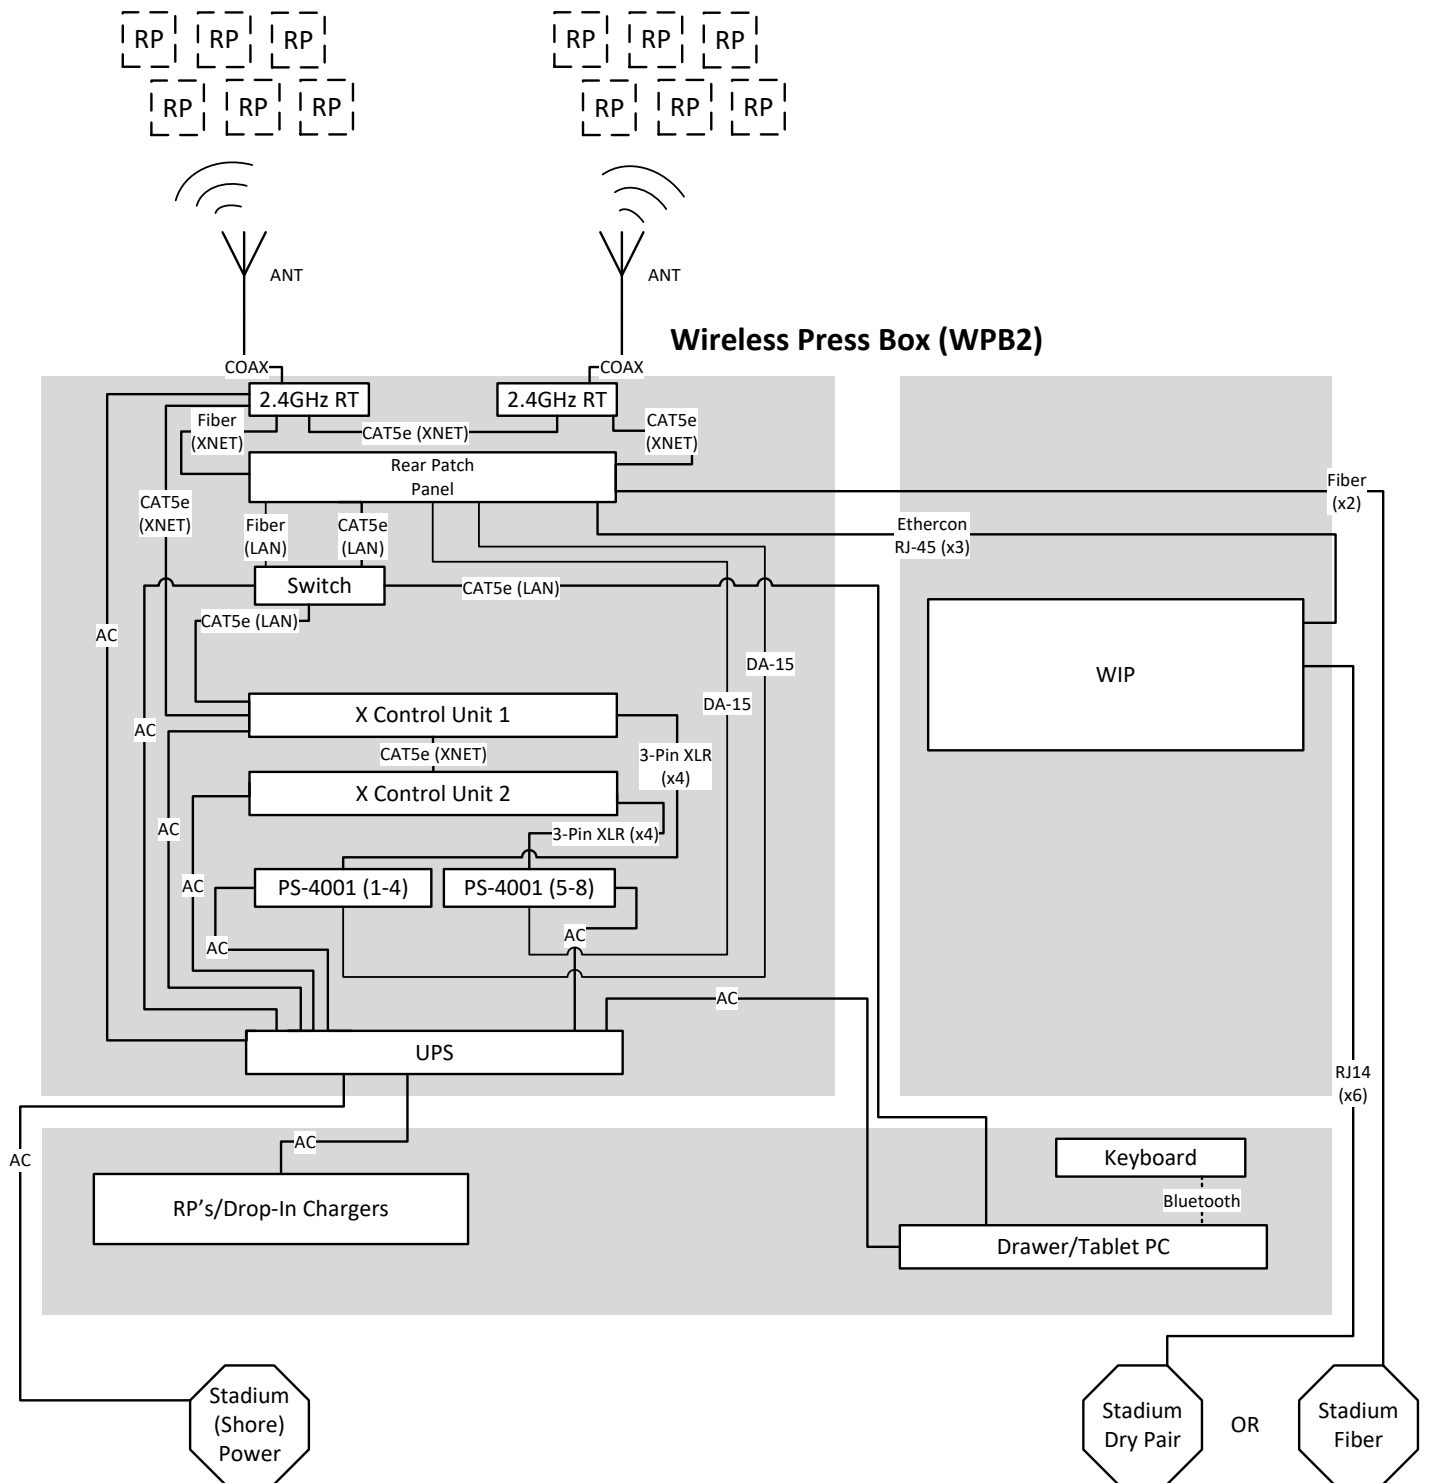 RP RP RP RP RP RP
RP RP RP RP RP RP
ANT ANT
Wireless Press Box (WPB2)
COAX COAX
2.4GHz RT 2.4GHz RT
Fiber
(XNET)
CAT5e (XNET)
CAT5e
(XNET)
Rear Patch
Panel
Fiber
(x2)
CAT5e
(XNET)
Fiber
(LAN)
CAT5e
(LAN)
Ethercon
RJ-45 (x3)
Switch
CAT5e (LAN)
CAT5e (LAN)
AC
DA-15
WIP
DA-15
X Control Unit 1
AC
CAT5e (XNET)
3-Pin XLR
(x4)
X Control Unit 2
AC
3-Pin XLR (x4)
AC
PS-4001 (1-4)
PS-4001 (5-8)
AC
AC
AC
UPS
RJ14
(x6)
AC
AC
Keyboard
Bluetooth
RP's/Drop-In Chargers
Drawer/Tablet PC
Stadium
(Shore)
Power
Stadium
Dry Pair
OR
Stadium
Fiber